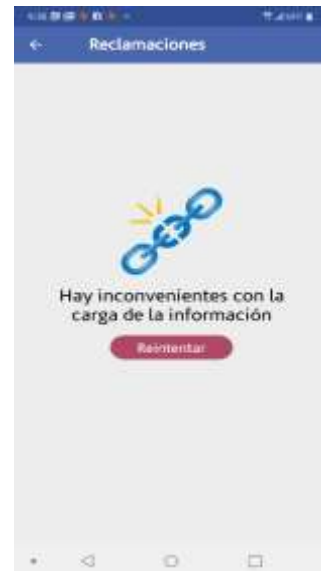 Reclamaciones
Hay inconvenientes con la
carga de la información
Reintentar